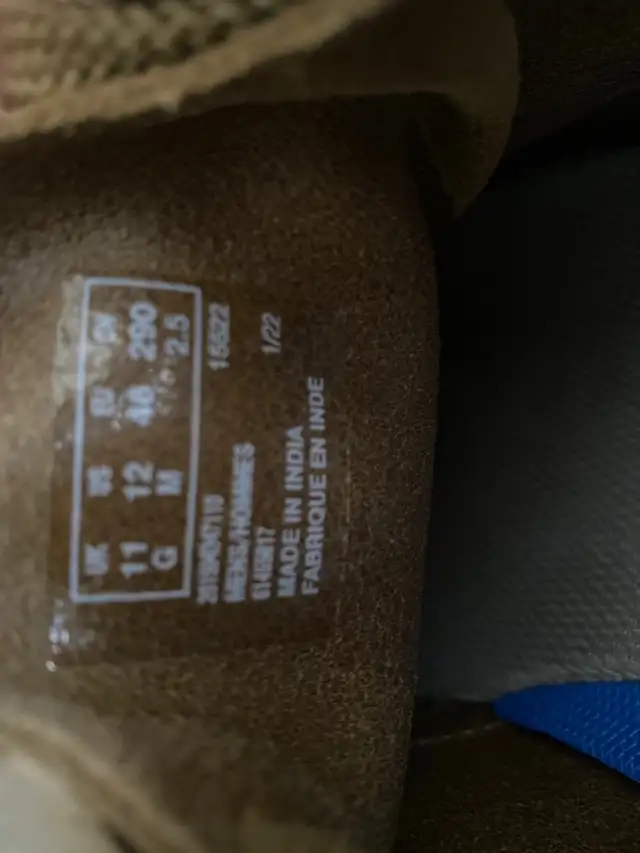 UK US EU CN
11 12 46 290
G M 2.5
15522
MENS/HOMMES
1/22
MADE IN INDIA
FABRIQUE EN INDE